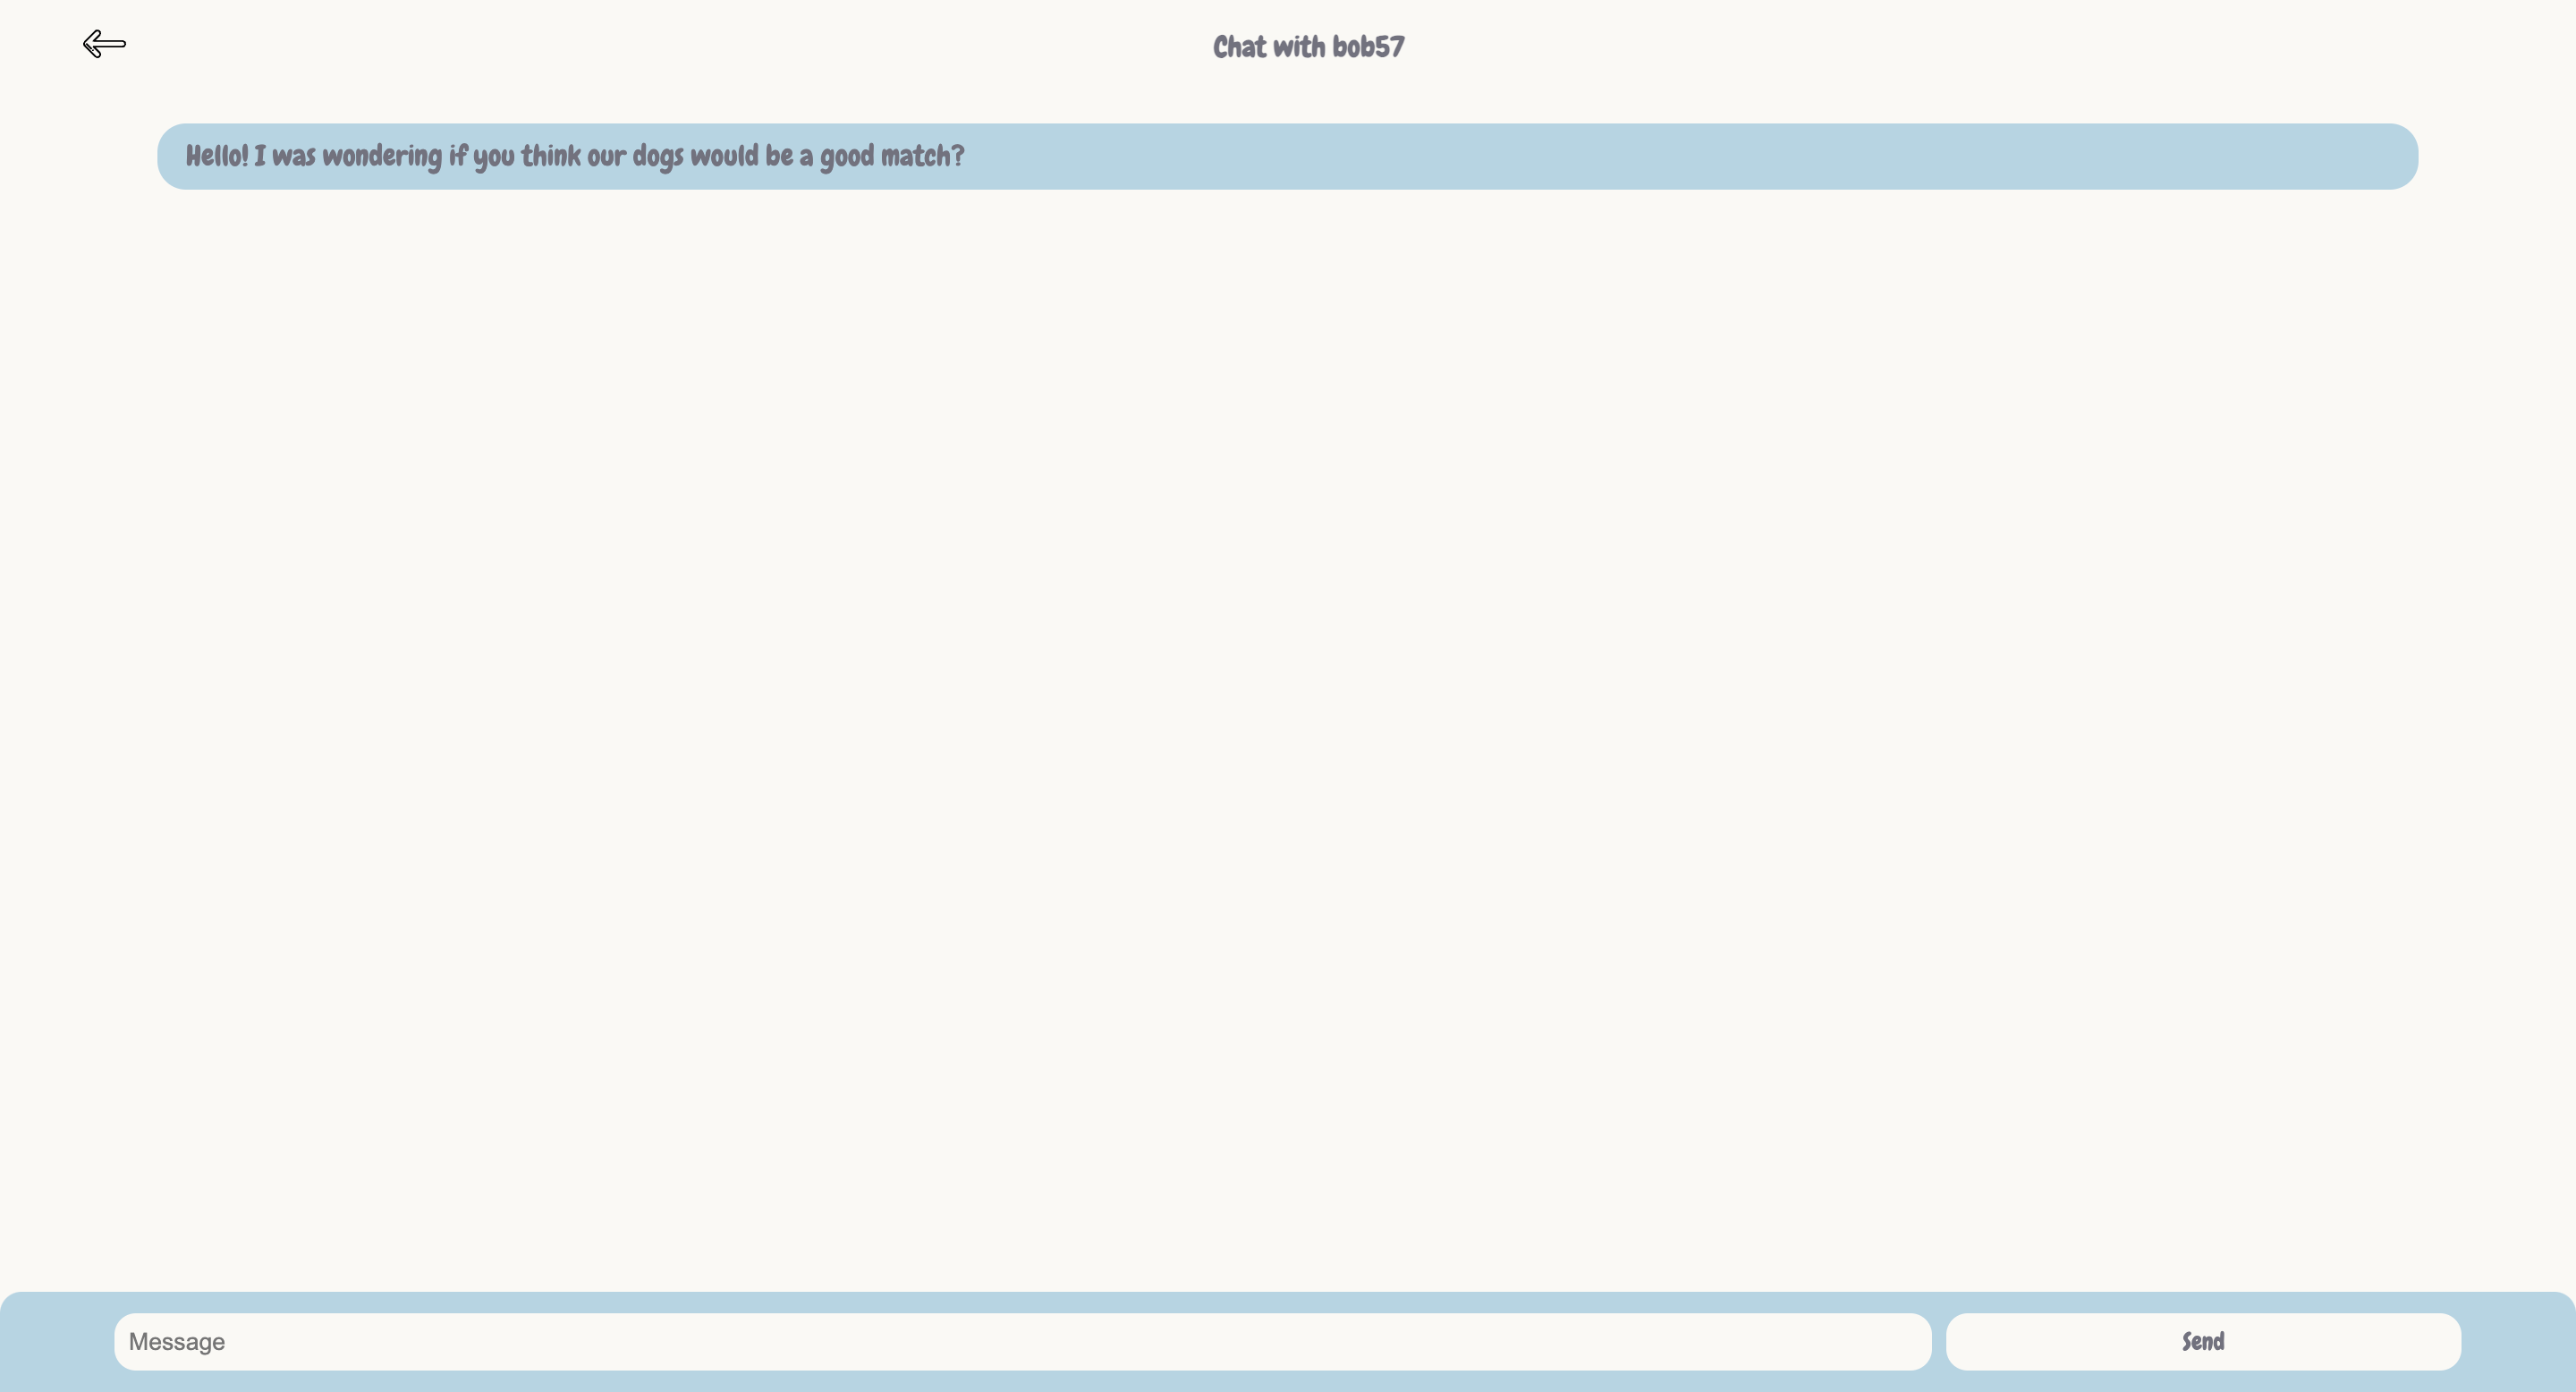 Chat with bob57
Hello! I was wondering if you think our dogs would be a good match?
Message
Send